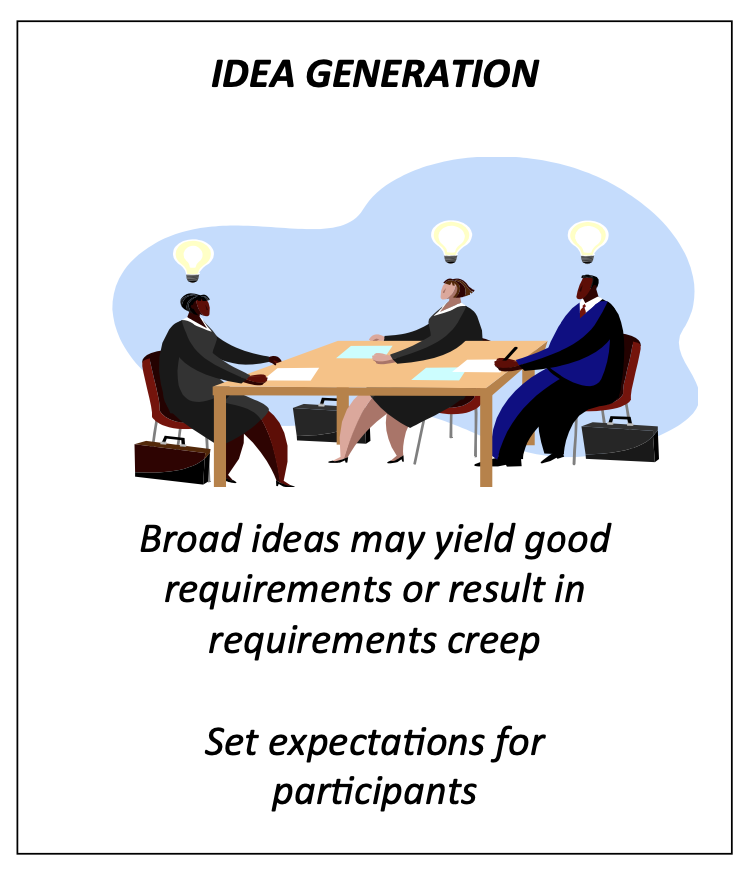 IDEA GENERATION
Broad ideas may yield good
requirements or result in
requirements creep
Set expectations for
participants